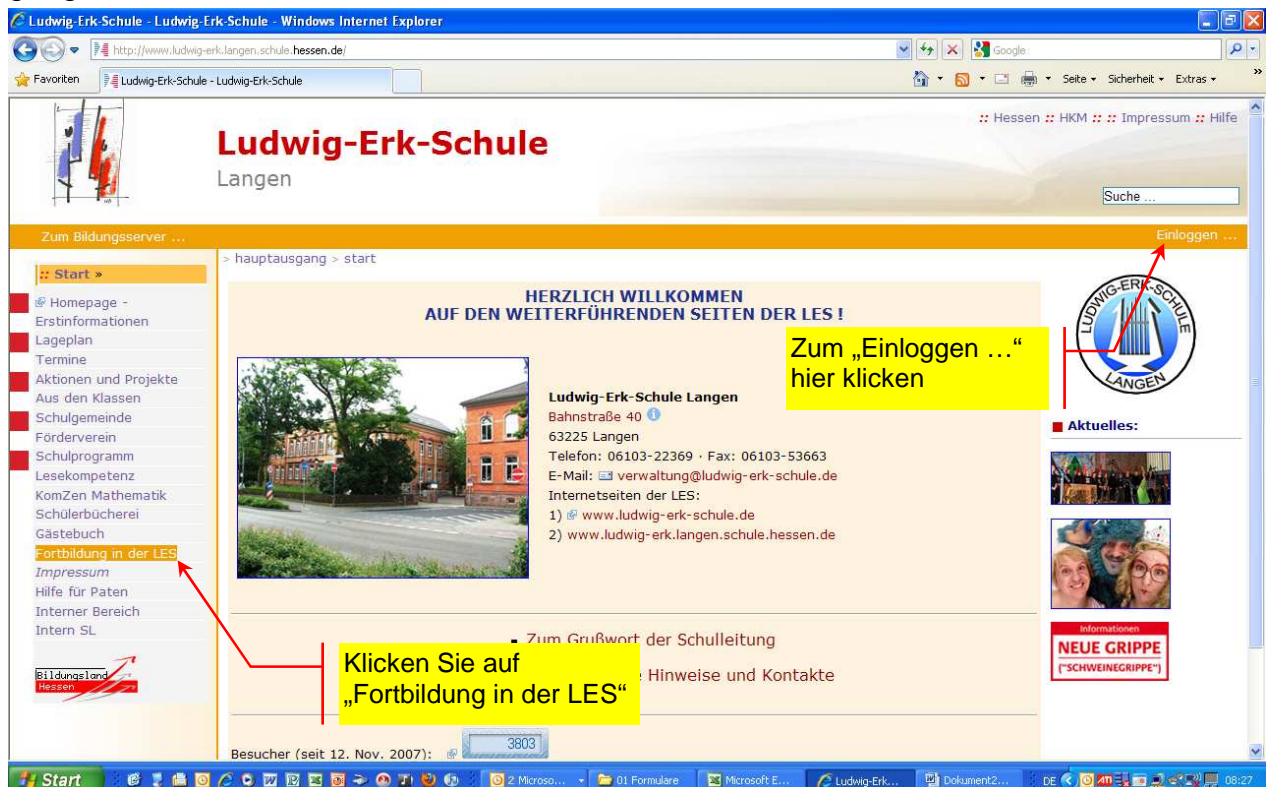 Ludwig-Erk-Schule - Ludwig-Erk-Schule - Windows Internet Explorer
http://www.ludwig-erk.langen.schule.hessen.de/
Google
Favoriten
Ludwig-Erk-Schule - Ludwig-Erk-Schule
Seite
Sicherheit
Extras
»
:: Hessen :: HKM :: :: Impressum :: Hilfe
Ludwig-Erk-Schule
Langen
Suche ...
Zum Bildungsserver ...
Einloggen ...
> hauptausgang > start
:: Start »
Homepage -
Erstinformationen
Lageplan
Termine
Aktionen und Projekte
Aus den Klassen
Schulgemeinde
Förderverein
Schulprogramm
Lesekompetenz
KomZen Mathematik
Schülerbücherei
Gästebuch
Fortbildung in der LES
Impressum
Hilfe für Paten
Interner Bereich
Intern SL
Bildungsland
Hessen
HERZLICH WILLKOMMEN
AUF DEN WEITERFÜHRENDEN SEITEN DER LES !
Zum „Einloggen …“
hier klicken
Ludwig-Erk-Schule Langen
Bahnstraße 40
63225 Langen
Telefon: 06103-22369 · Fax: 06103-53663
E-Mail: verwaltung@ludwig-erk-schule.de
Internetseiten der LES:
1) www.ludwig-erk-schule.de
2) www.ludwig-erk.langen.schule.hessen.de
LUDWIG-ERK-SCHULE
LANGEN
Aktuelles:
Informationen
NEUE GRIPPE
("SCHWEINEGRIPPE")
Zum Grußwort der Schulleitung
Hinweise und Kontakte
Klicken Sie auf
„Fortbildung in der LES“
Besucher (seit 12. Nov. 2007):
3803
Start
2 Microso...
01 Formulare
Microsoft E...
Ludwig-Erk...
Dokument2...
DE
08:27